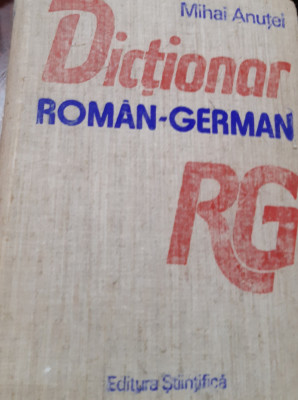 Mihai Anuței
Dicționar
ROMÂN-GERMAN
RG
Editura Științifică